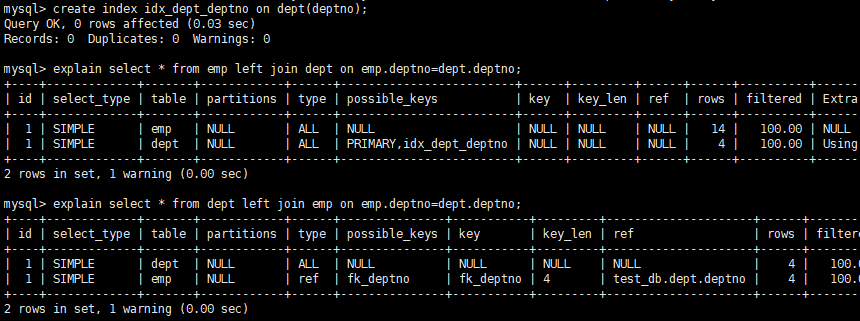 mysql> create index idx_dept_deptno on dept(deptno);
Query OK, 0 rows affected (0.03 sec)
Records: 0  Duplicates: 0  Warnings: 0
mysql> explain select * from emp left join dept on emp.deptno=dept.deptno;
| id | select_type | table | partitions | type | possible_keys | key | key_len | ref | rows | filtered | Extra
| 1 | SIMPLE | emp | NULL | ALL | NULL | NULL | NULL | NULL | 14 | 100.00 | NULL
| 1 | SIMPLE | dept | NULL | ALL | PRIMARY,idx_dept_deptno | NULL | NULL | NULL | 4 | 100.00 | Using
2 rows in set, 1 warning (0.00 sec)
mysql> explain select * from dept left join emp on emp.deptno=dept.deptno;
| id | select_type | table | partitions | type | possible_keys | key | key_len | ref | rows | filter
| 1 | SIMPLE | dept | NULL | ALL | NULL | NULL | NULL | NULL | 4 | 100.
| 1 | SIMPLE | emp | NULL | ref | fk_deptno | fk_deptno | 4 | test_db.dept.deptno | 4 | 100.
2 rows in set, 1 warning (0.00 sec)